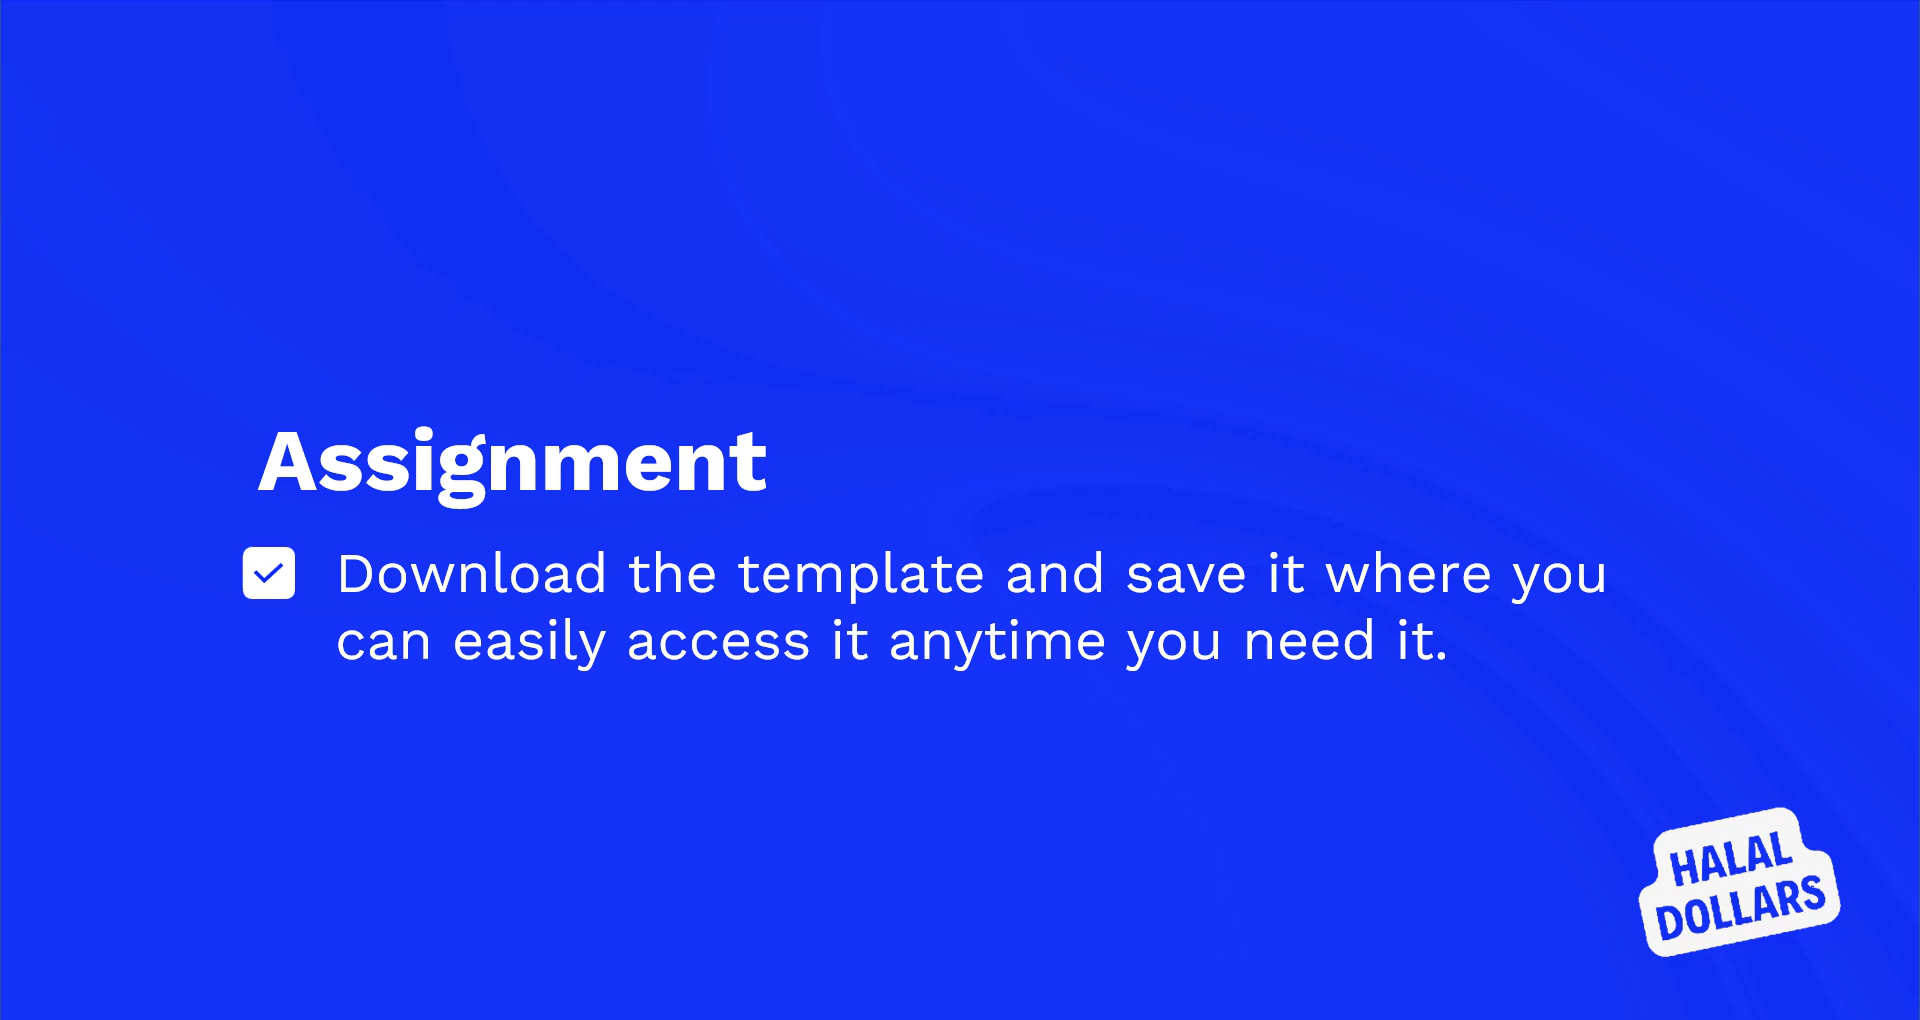 Assignment
Download the template and save it where you
can easily access it anytime you need it.
HALAL
DOLLARS